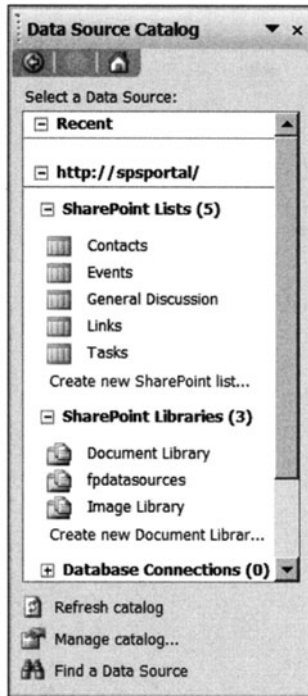 Data Source Catalog
Select a Data Source:
Recent
http://spsportal/
SharePoint Lists (5)
Contacts
Events
General Discussion
Links
Tasks
Create new SharePoint list...
SharePoint Libraries (3)
Document Library
fpdatasources
Image Library
Create new Document Librar...
Database Connections (0)
Refresh catalog
Manage catalog...
Find a Data Source